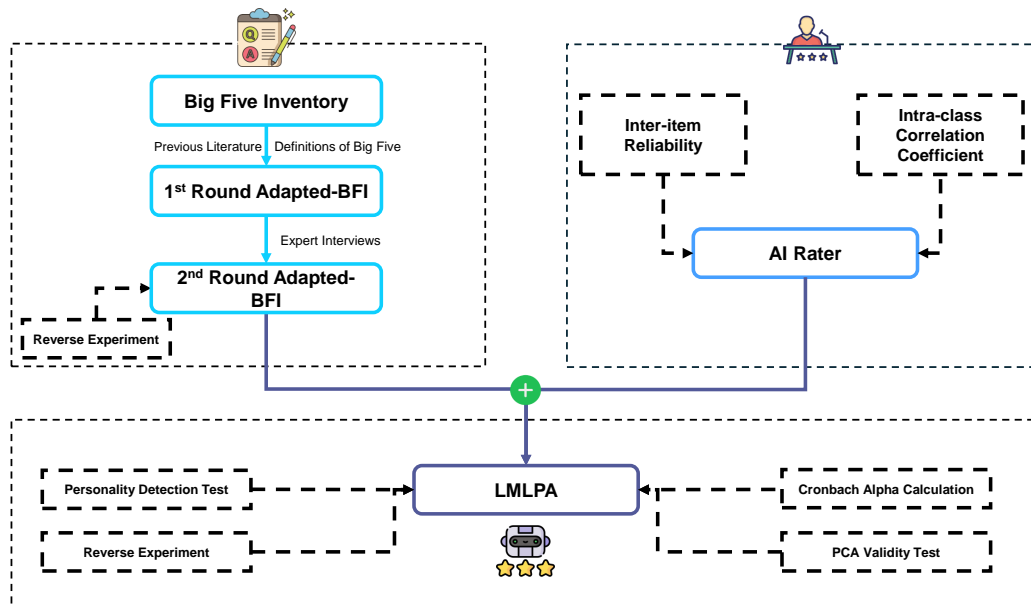 Q
A
Big Five Inventory
Previous Literature
Definitions of Big Five
1st Round Adapted-BFI
Expert Interviews
2nd Round Adapted-
BFI
Reverse Experiment
Inter-item
Reliability
Intra-class
Correlation
Coefficient
AI Rater
Personality Detection Test
Reverse Experiment
LMLPA
Cronbach Alpha Calculation
PCA Validity Test